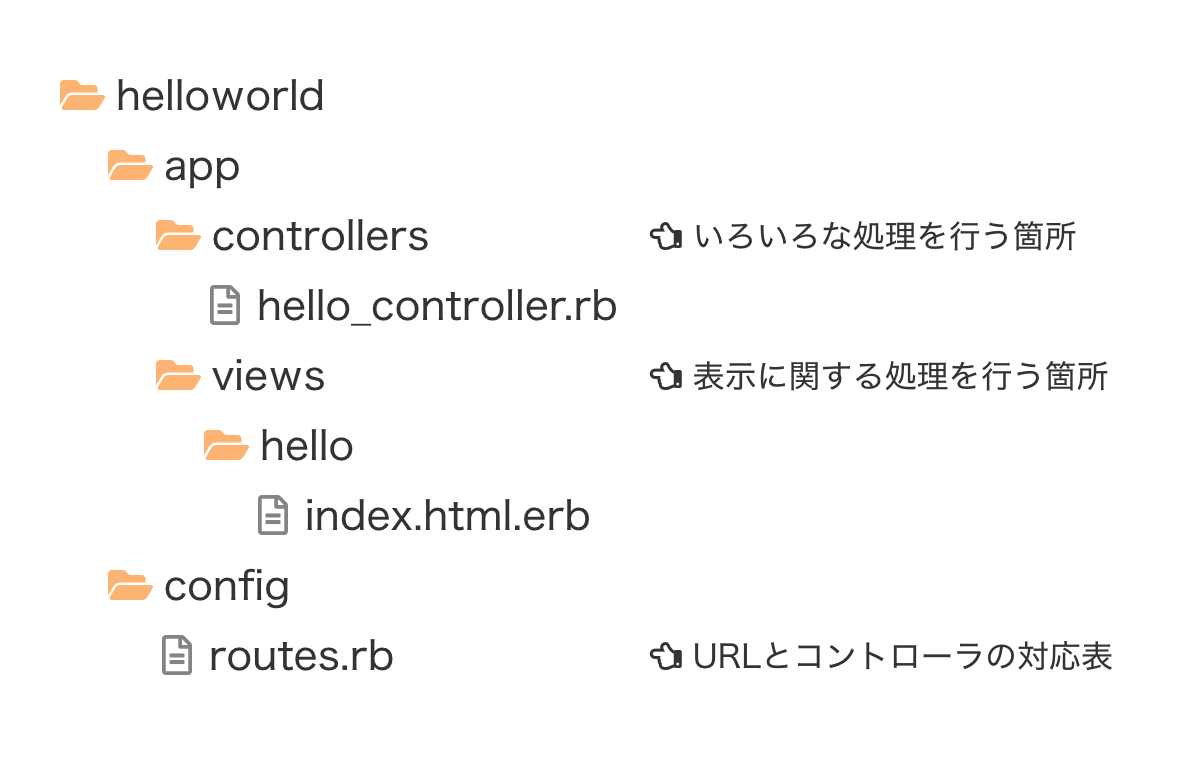 helloworld
app
controllers いろいろな処理を行う箇所
hello_controller.rb
views 表示に関する処理を行う箇所
hello
index.html.erb
config
routes.rb URLとコントローラの対応表